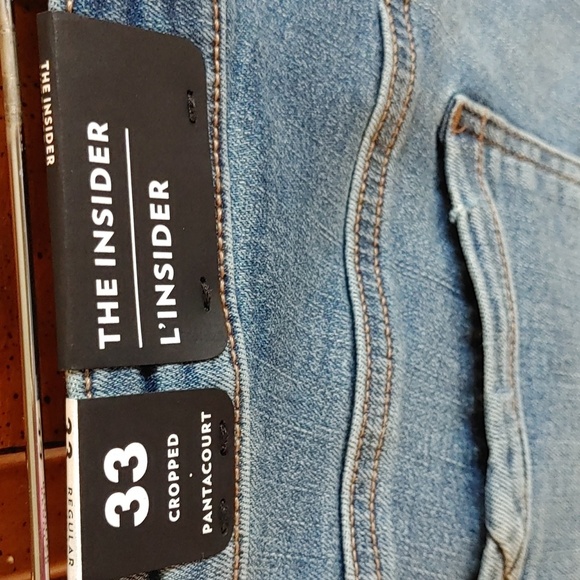 THE INSIDER
THE INSIDER
L'INSIDER
33
CROPPED
PANTACOURT
REGULAR